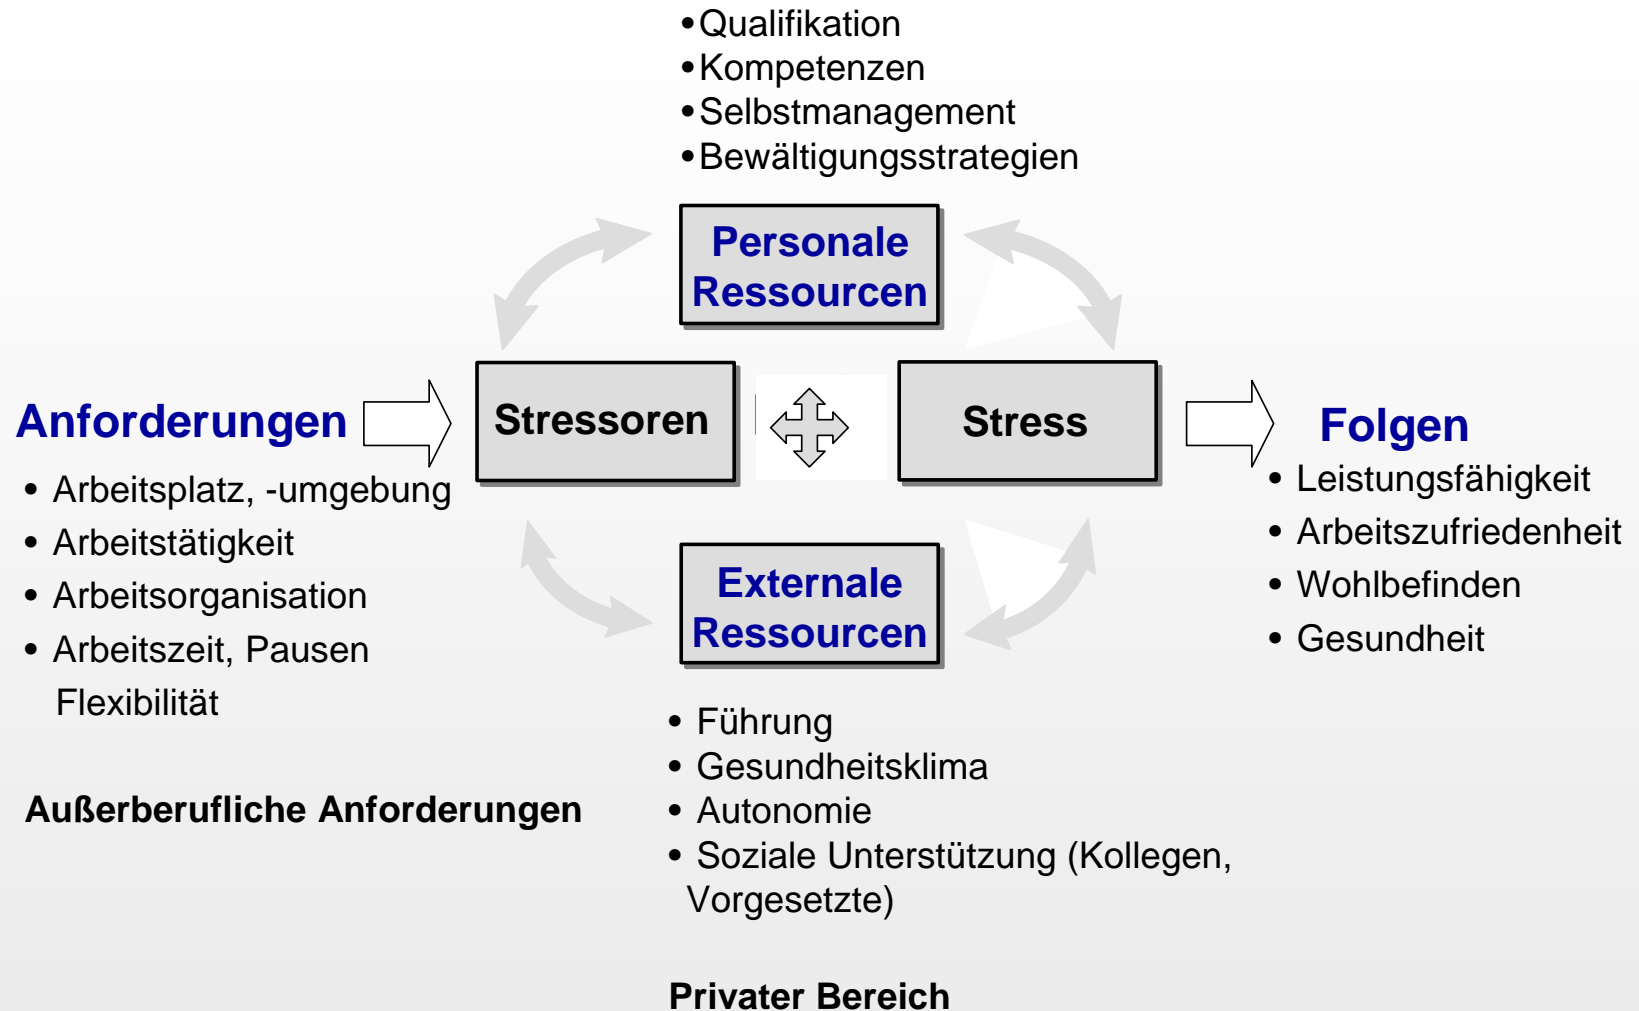 •Qualifikation
•Kompetenzen
•Selbstmanagement
•Bewältigungsstrategien
Personale
Ressourcen
Anforderungen
• Arbeitsplatz, -umgebung
• Arbeitstätigkeit
• Arbeitsorganisation
• Arbeitszeit, Pausen
Flexibilität
Außerberufliche Anforderungen
Stressoren
Stress
Externale
Ressourcen
• Führung
• Gesundheitsklima
• Autonomie
• Soziale Unterstützung (Kollegen,
Vorgesetzte)
Privater Bereich
Folgen
• Leistungsfähigkeit
• Arbeitszufriedenheit
• Wohlbefinden
• Gesundheit